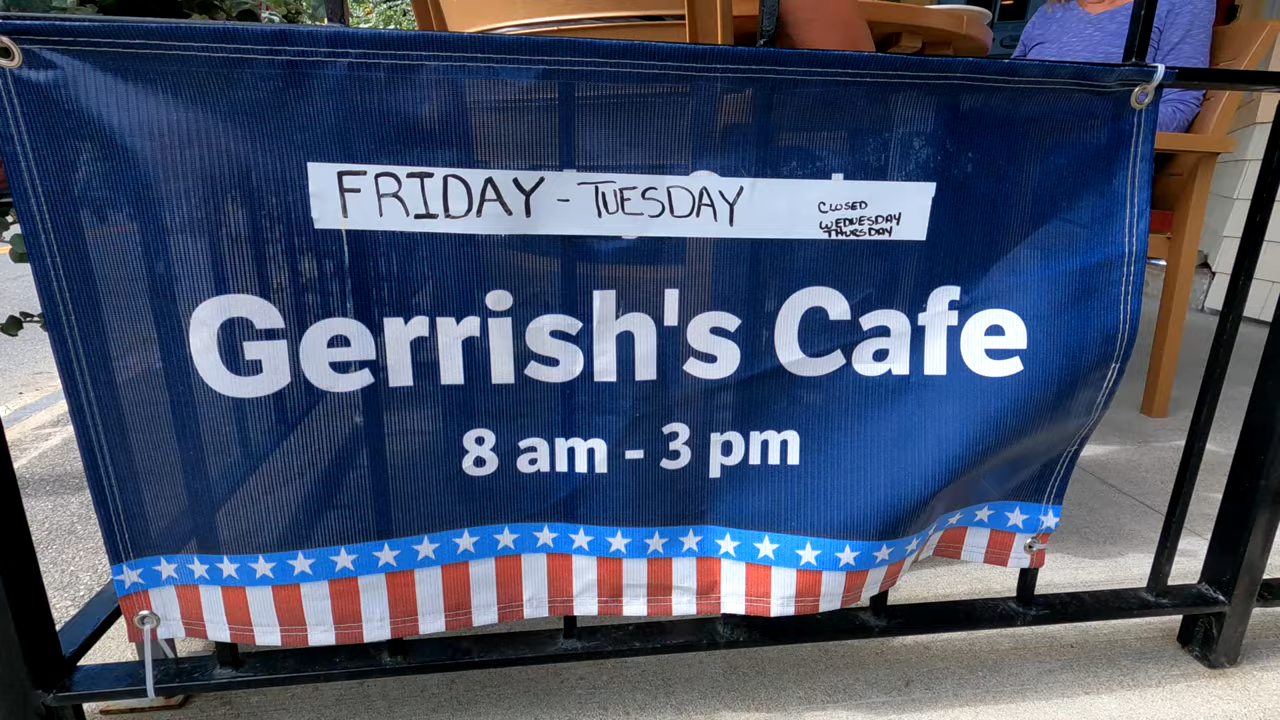 FRIDAY - TUESDAY
CLOSED
WEDNESDAY
THURSDAY
Gerrish's Cafe
8 am - 3 pm